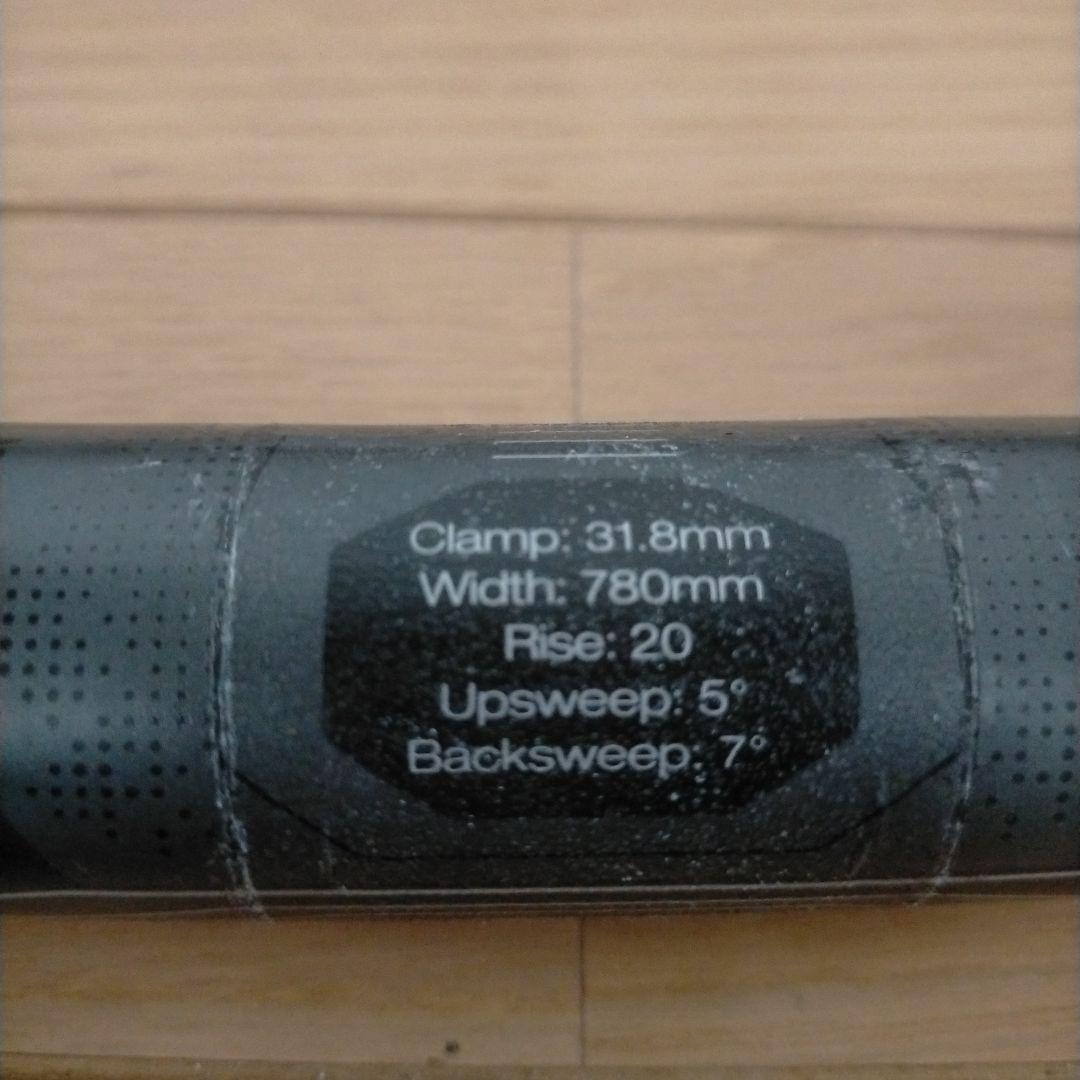 Clamp: 31.8mm
Width: 780mm
Rise: 20
Upsweep: 5°
Backsweep: 7°